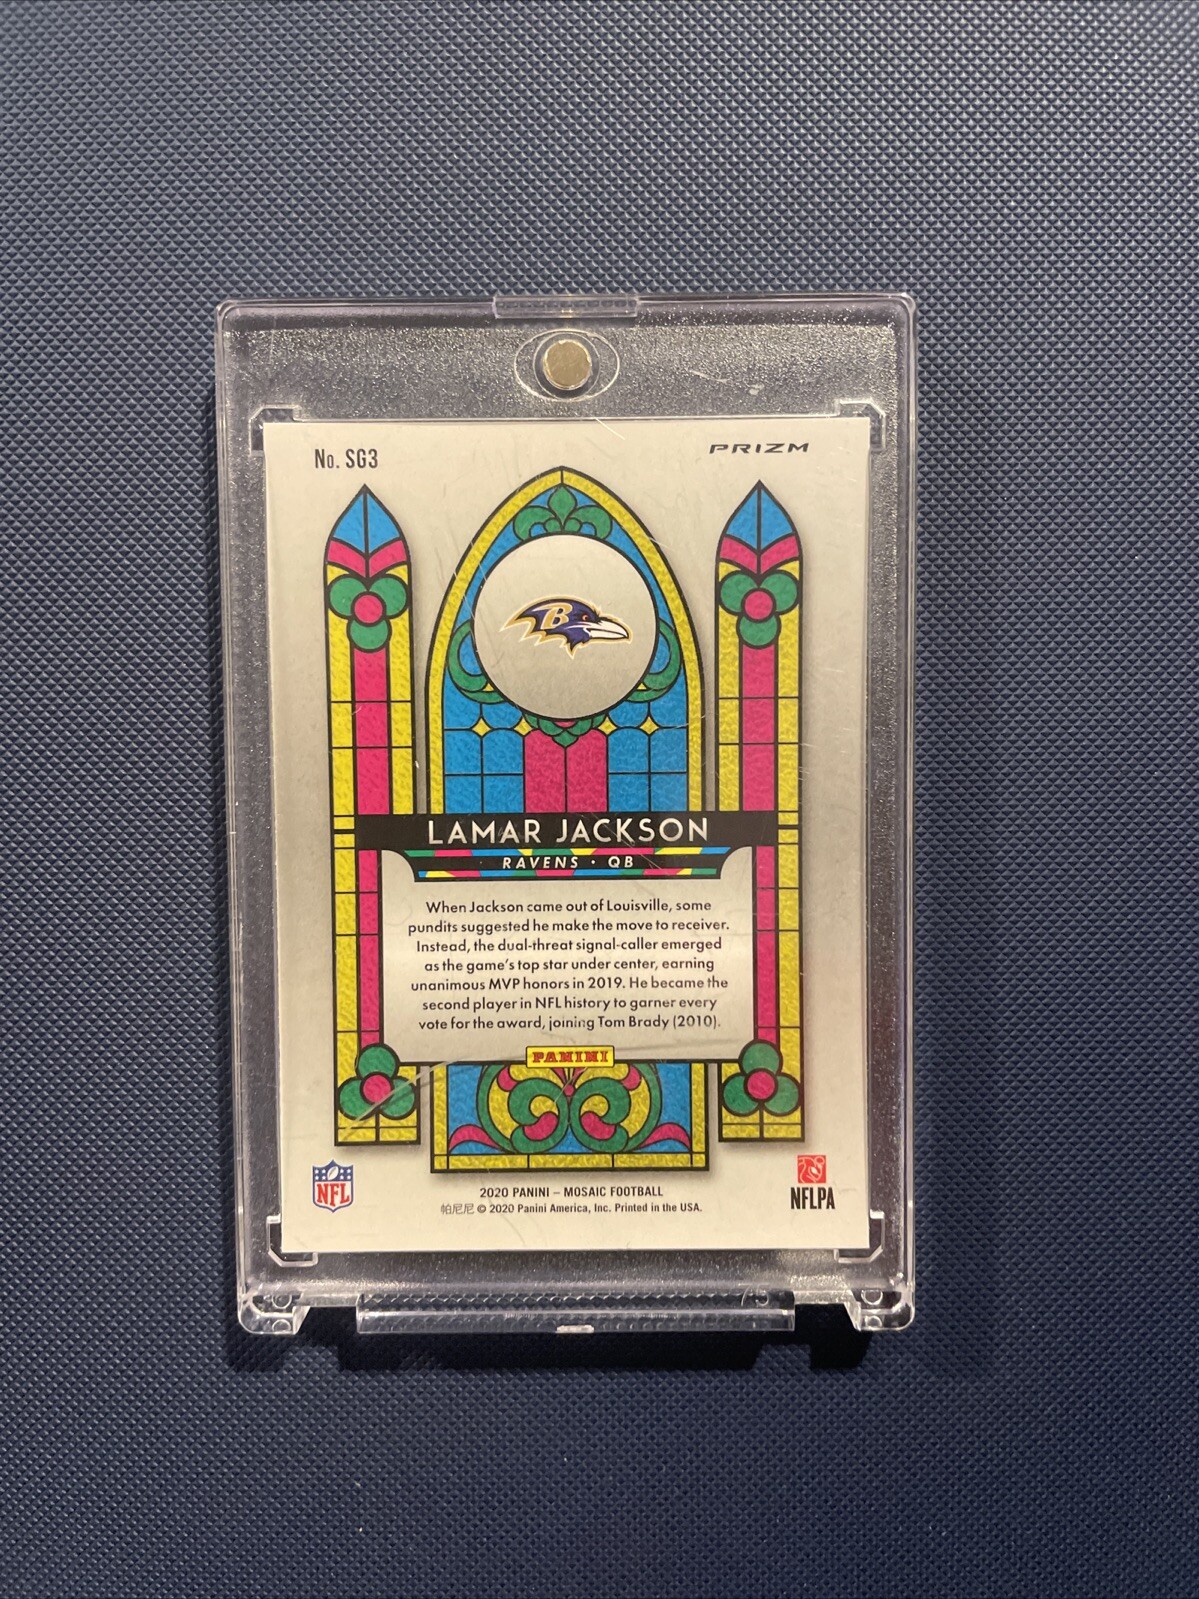 No. SG3
PRIZM
B
LAMAR JACKSON
RAVENS · QB
When Jackson came out of Louisville, some
pundits suggested he make the move to receiver.
Instead, the dual-threat signal-caller emerged
as the game's top star under center, earning
unanimous MVP honors in 2019. He became the
second player in NFL history to garner every
vote for the award, joining Tom Brady (2010).
PANINI
NFL
NFLPA
2020 PANINI – MOSAIC FOOTBALL
帕尼尼 © 2020 Panini America, Inc. Printed in the USA.